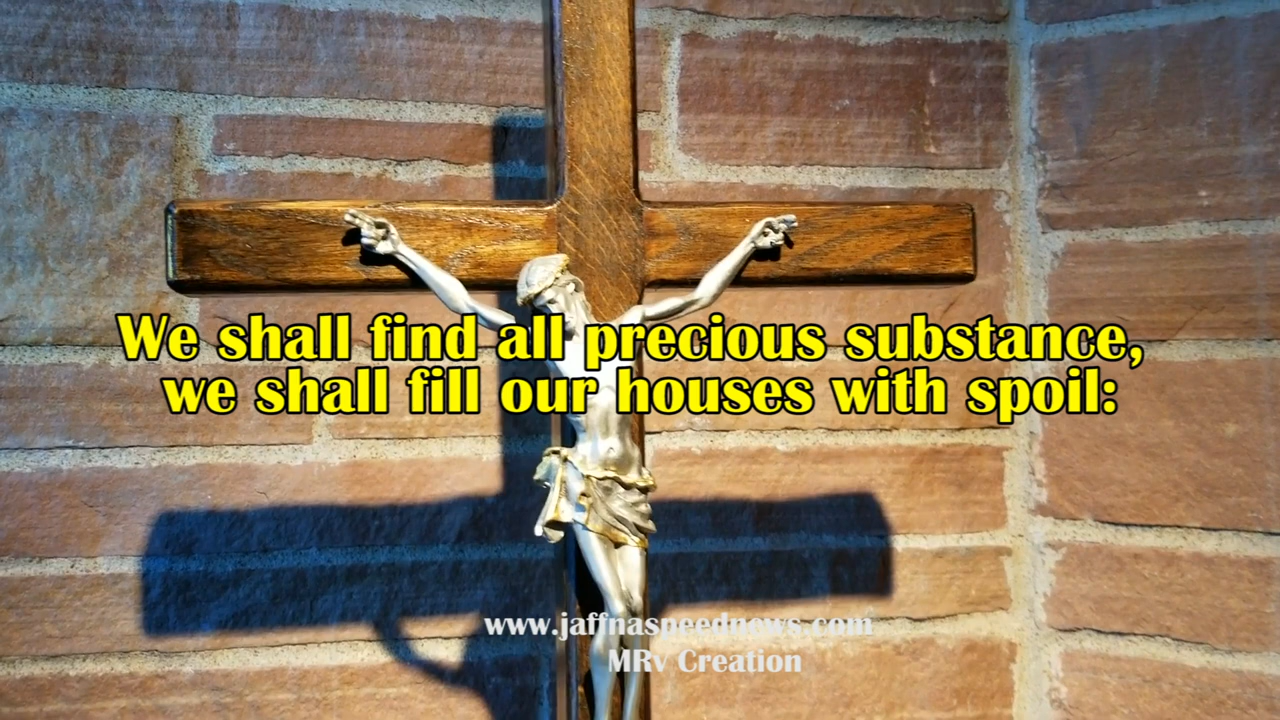 We shall find all precious substance,
we shall fill our houses with spoil:
www.jaffnaspeednews.com
MRv Creation